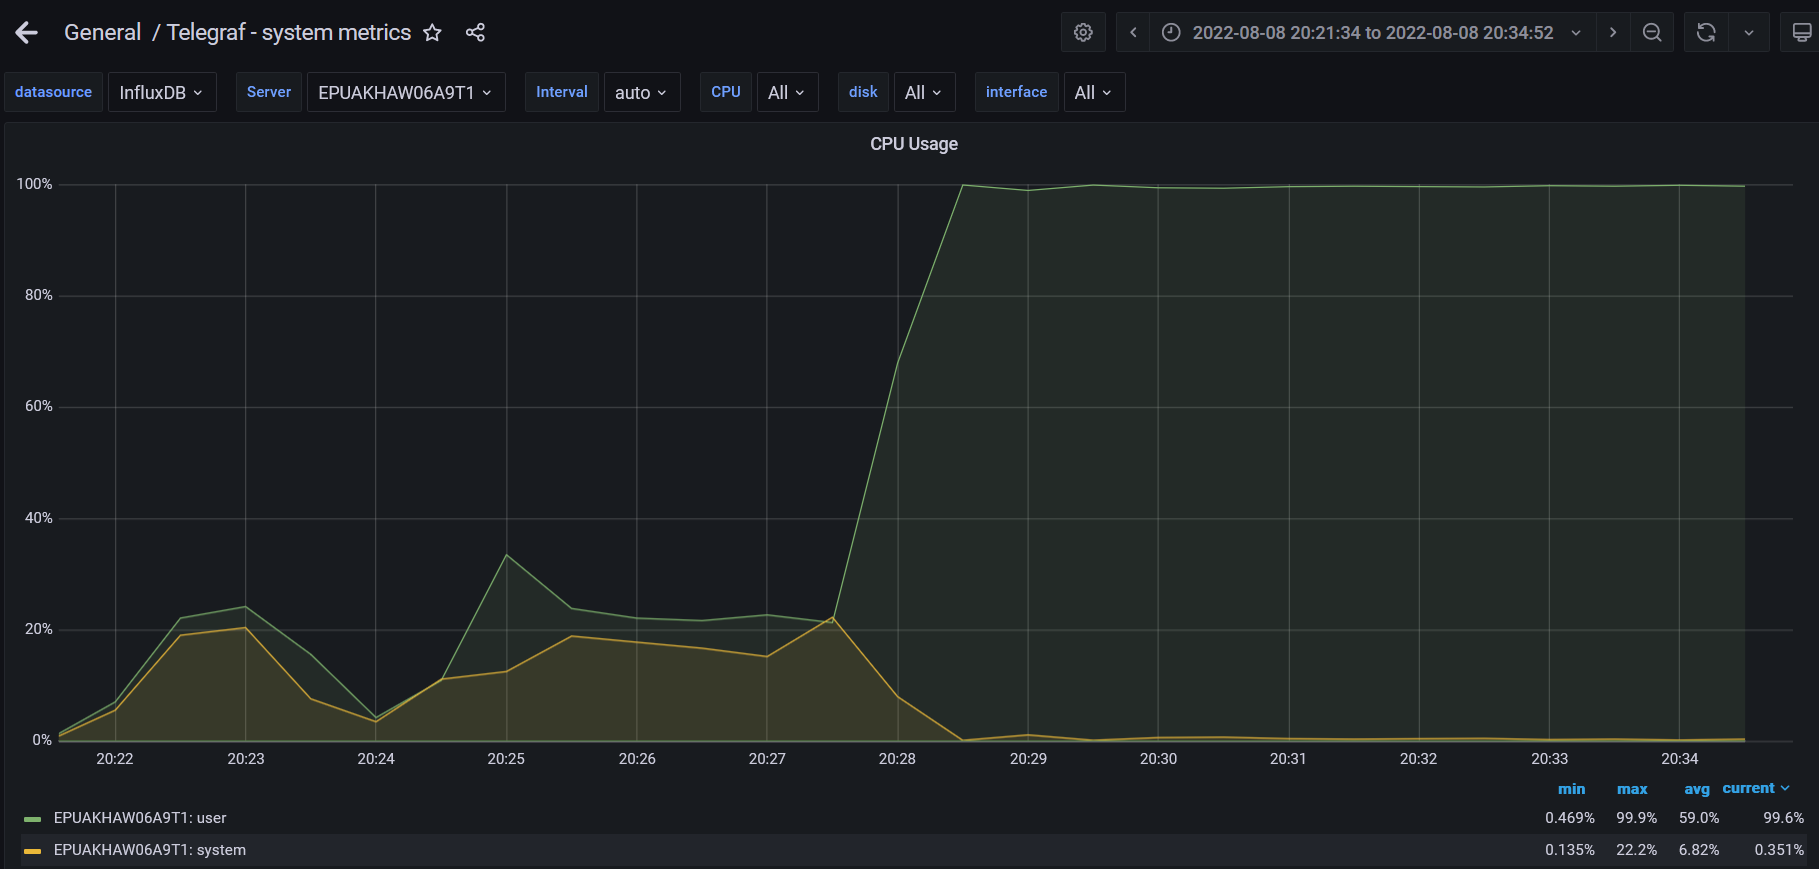 General / Telegraf - system metrics 2022-08-08 20:21:34 to 2022-08-08 20:34:52
datasource InfluxDB Server EPUAKHAW06A9T1 Interval auto CPU All disk All interface All
CPU Usage
100%
80%
60%
40%
20%
0%
20:22 20:23 20:24 20:25 20:26 20:27 20:28 20:29 20:30 20:31 20:32 20:33 20:34
min max avg current
EPUAKHAW06A9T1: user 0.469% 99.9% 59.0% 99.6%
EPUAKHAW06A9T1: system 0.135% 22.2% 6.82% 0.351%